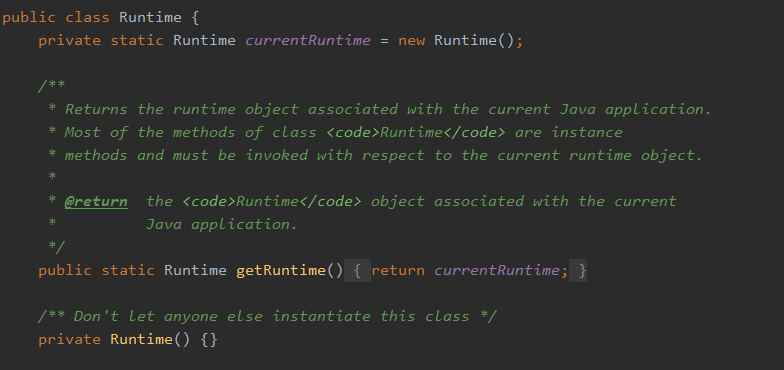 public class Runtime {
    private static Runtime currentRuntime = new Runtime();
    /**
     * Returns the runtime object associated with the current Java application.
     * Most of the methods of class <code>Runtime</code> are instance
     * methods and must be invoked with respect to the current runtime object.
     *
     * @return  the <code>Runtime</code> object associated with the current
     *          Java application.
     */
    public static Runtime getRuntime() { return currentRuntime; }
    /** Don't let anyone else instantiate this class */
    private Runtime() {}